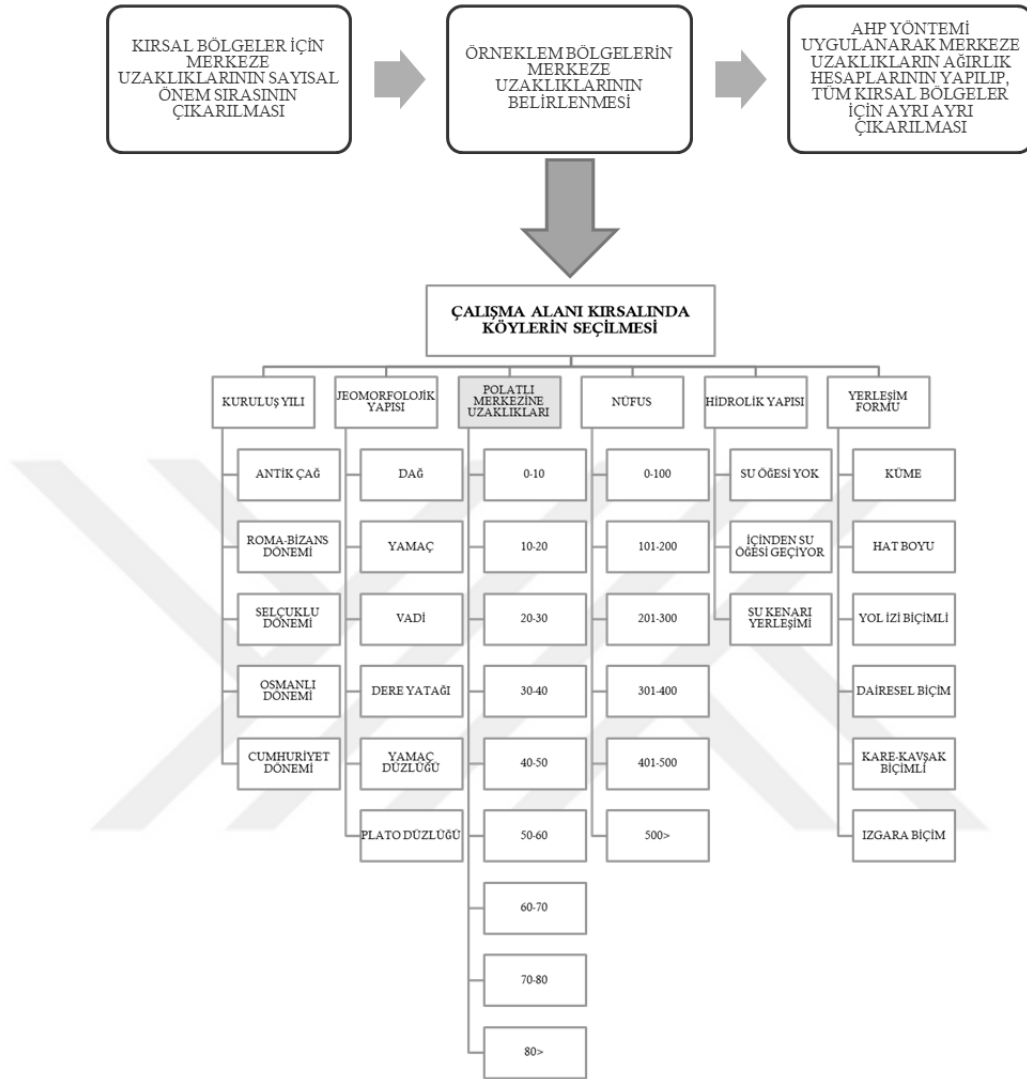 KIRSAL BÖLGELER İÇİN
MERKEZE
UZAKLIKLARININ SAYISAL
ÖNEM SIRASININ
ÇIKARILMASI
ÖRNEKLEM BÖLGELERİN
MERKEZE
UZAKLIKLARININ
BELİRLENMESİ
AHP YÖNTEMİ
UYGULANARAK MERKEZE
UZAKLIKLARIN AĞIRLIK
HESAPLARININ YAPILIP,
TÜM KIRSAL BÖLGELER
İÇİN AYRI AYRI
ÇIKARILMASI
ÇALIŞMA ALANI KIRSALINDA
KÖYLERİN SEÇİLMESİ
KURULUŞ YILI
ANTİK ÇAĞ
ROMA-BİZANS
DÖNEMİ
SELÇUKLU
DÖNEMİ
OSMANLI
DÖNEMİ
CUMHURİYET
DÖNEMİ
JEOMORFOLOJİK
YAPISI
DAĞ
YAMAÇ
VADİ
DERE YATAĞI
YAMAÇ
DÜZLÜĞÜ
PLATO DÜZLÜĞÜ
POLATLI
MERKEZİNE
UZAKLIKLARI
0-10
10-20
20-30
30-40
40-50
50-60
60-70
70-80
80>
NÜFUS
0-100
101-200
201-300
301-400
401-500
500>
HİDROLİK YAPISI
SU ÖĞESİ YOK
İÇİNDEN SU
ÖĞESİ GEÇİYOR
SU KENARI
YERLEŞİMİ
YERLEŞİM
FORMU
KÜME
HAT BOYU
YOL İZİ BİÇİMLİ
DAİRESEL BİÇİM
KARE-KAVŞAK
BİÇİMLİ
IZGARA BİÇİM